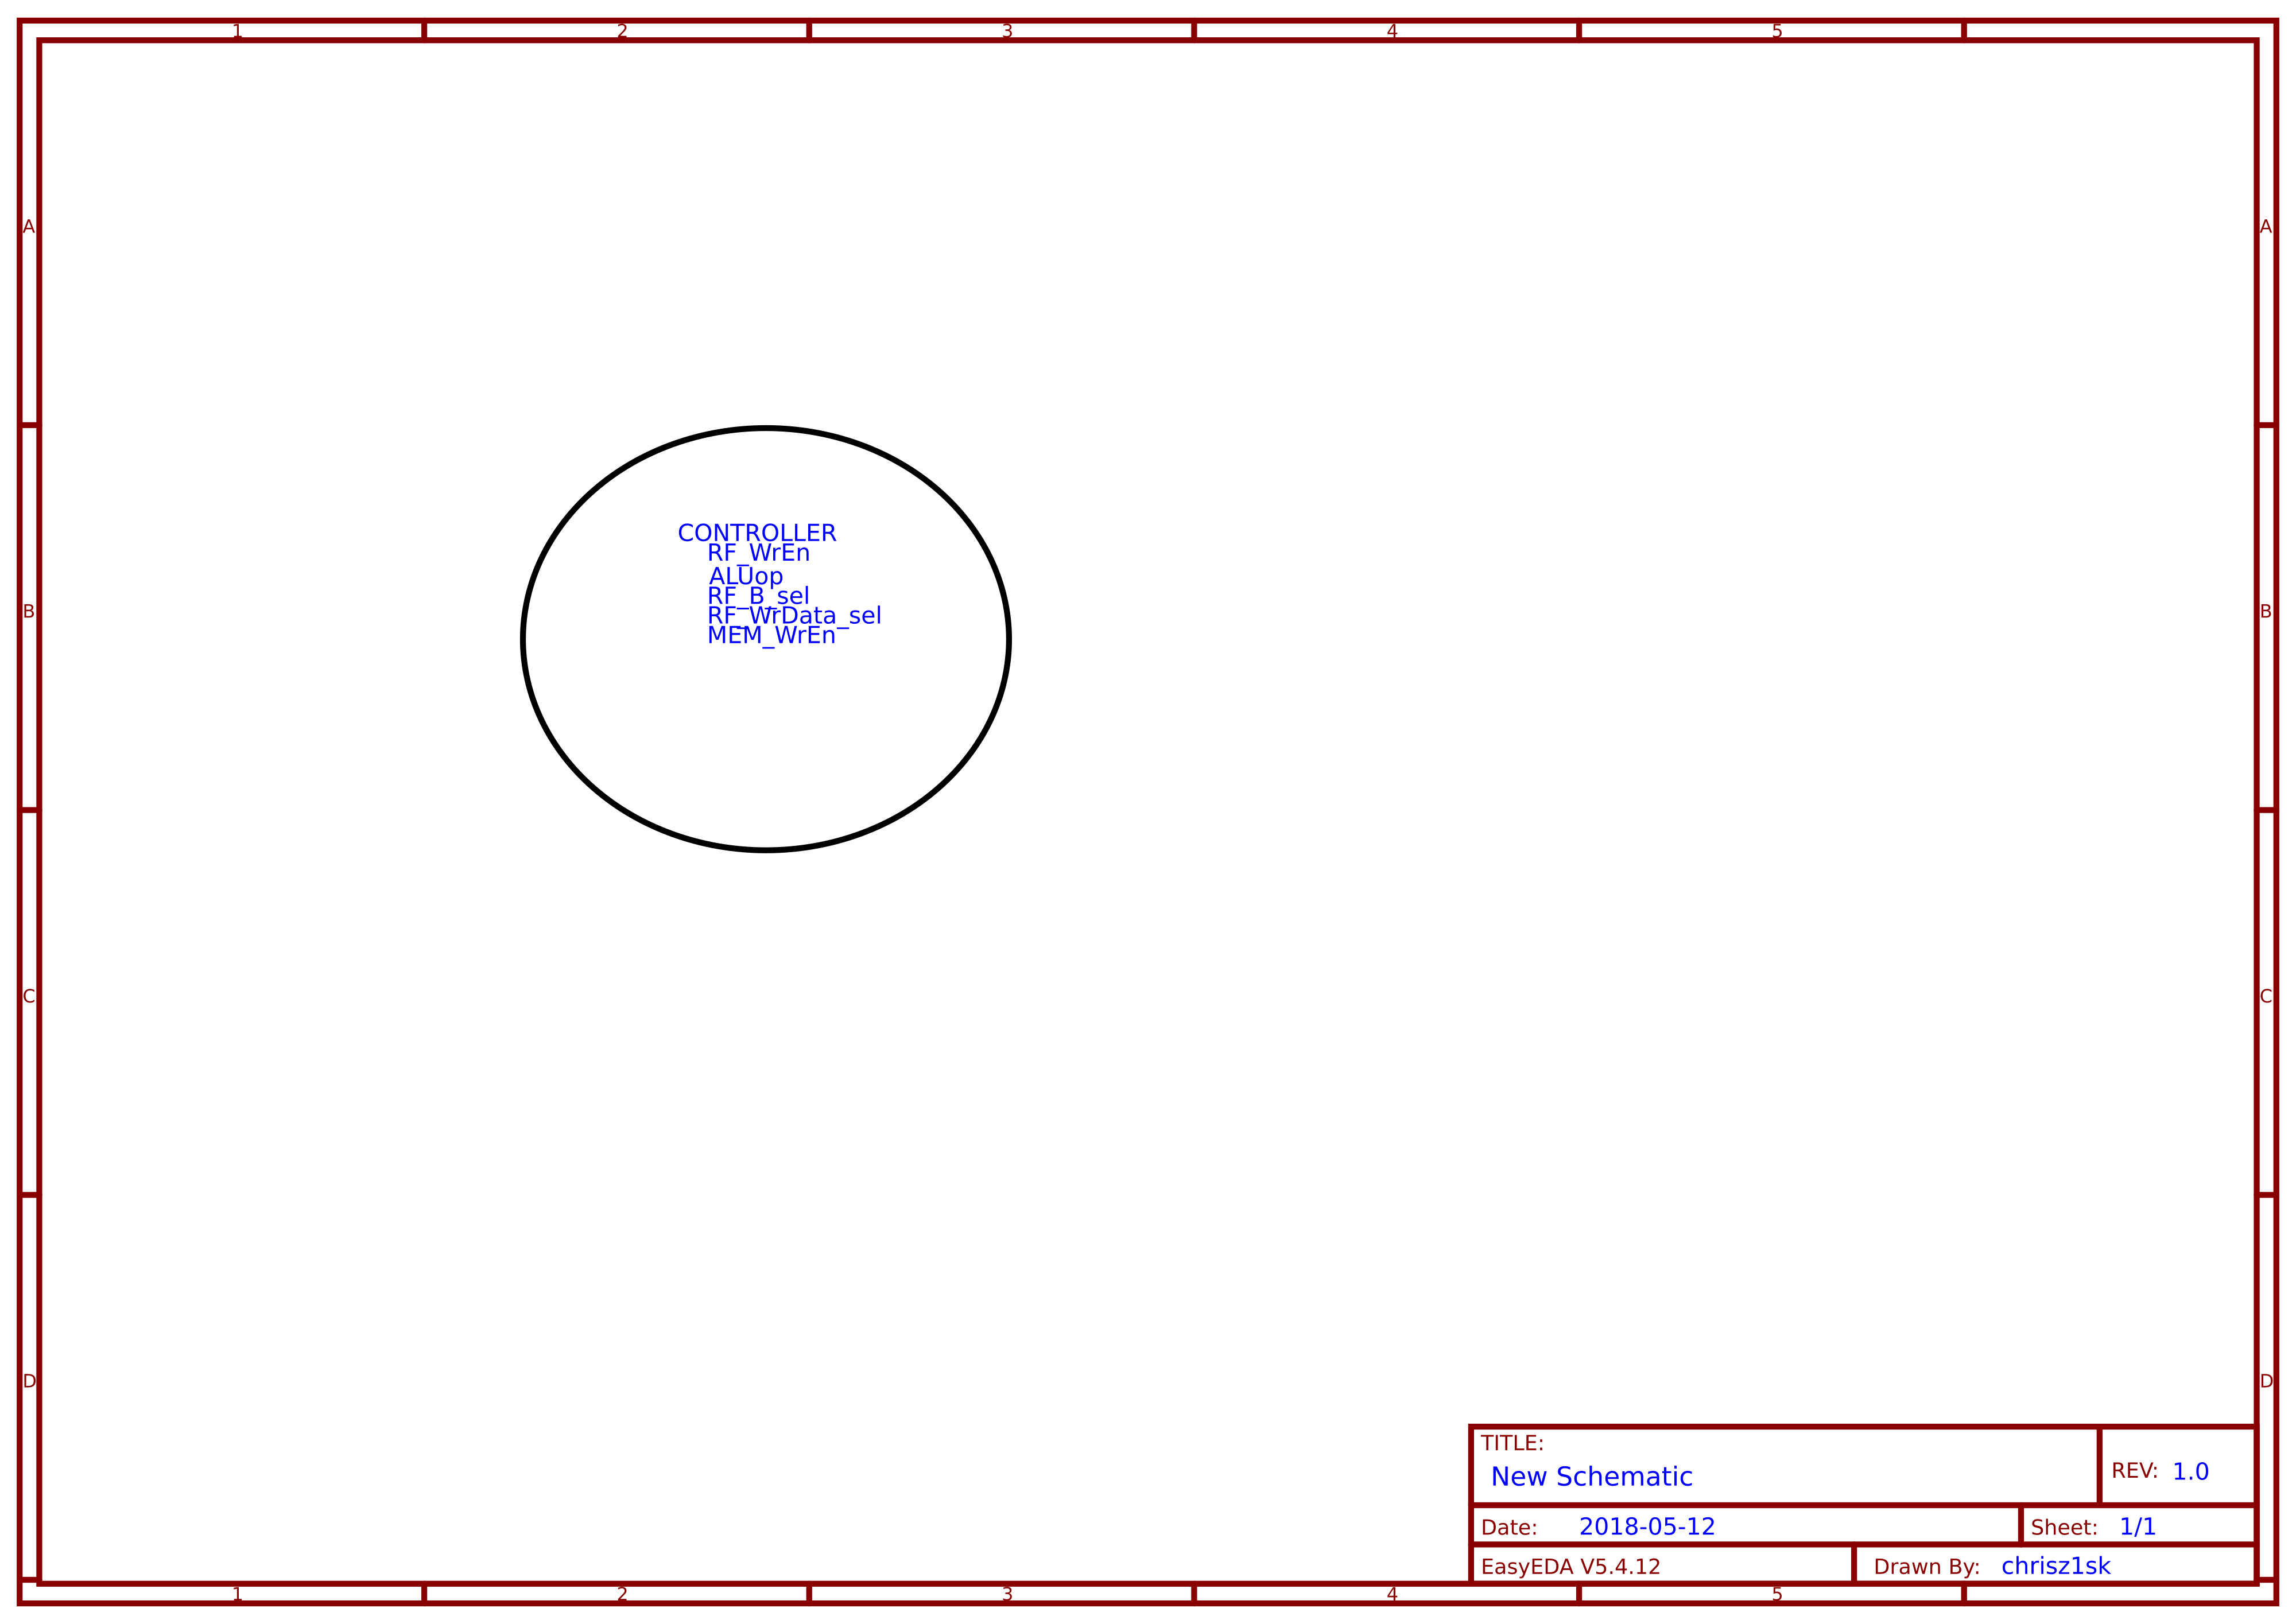 1 2 3 4 5
A A
CONTROLLER
RF_WrEn
ALUop
RF_B_sel
RF_WrData_sel
MEM_WrEn
B B
C C
D D
TITLE:
New Schematic
REV: 1.0
Date: 2018-05-12
Sheet: 1/1
EasyEDA V5.4.12
Drawn By: chrisz1sk
1 2 3 4 5